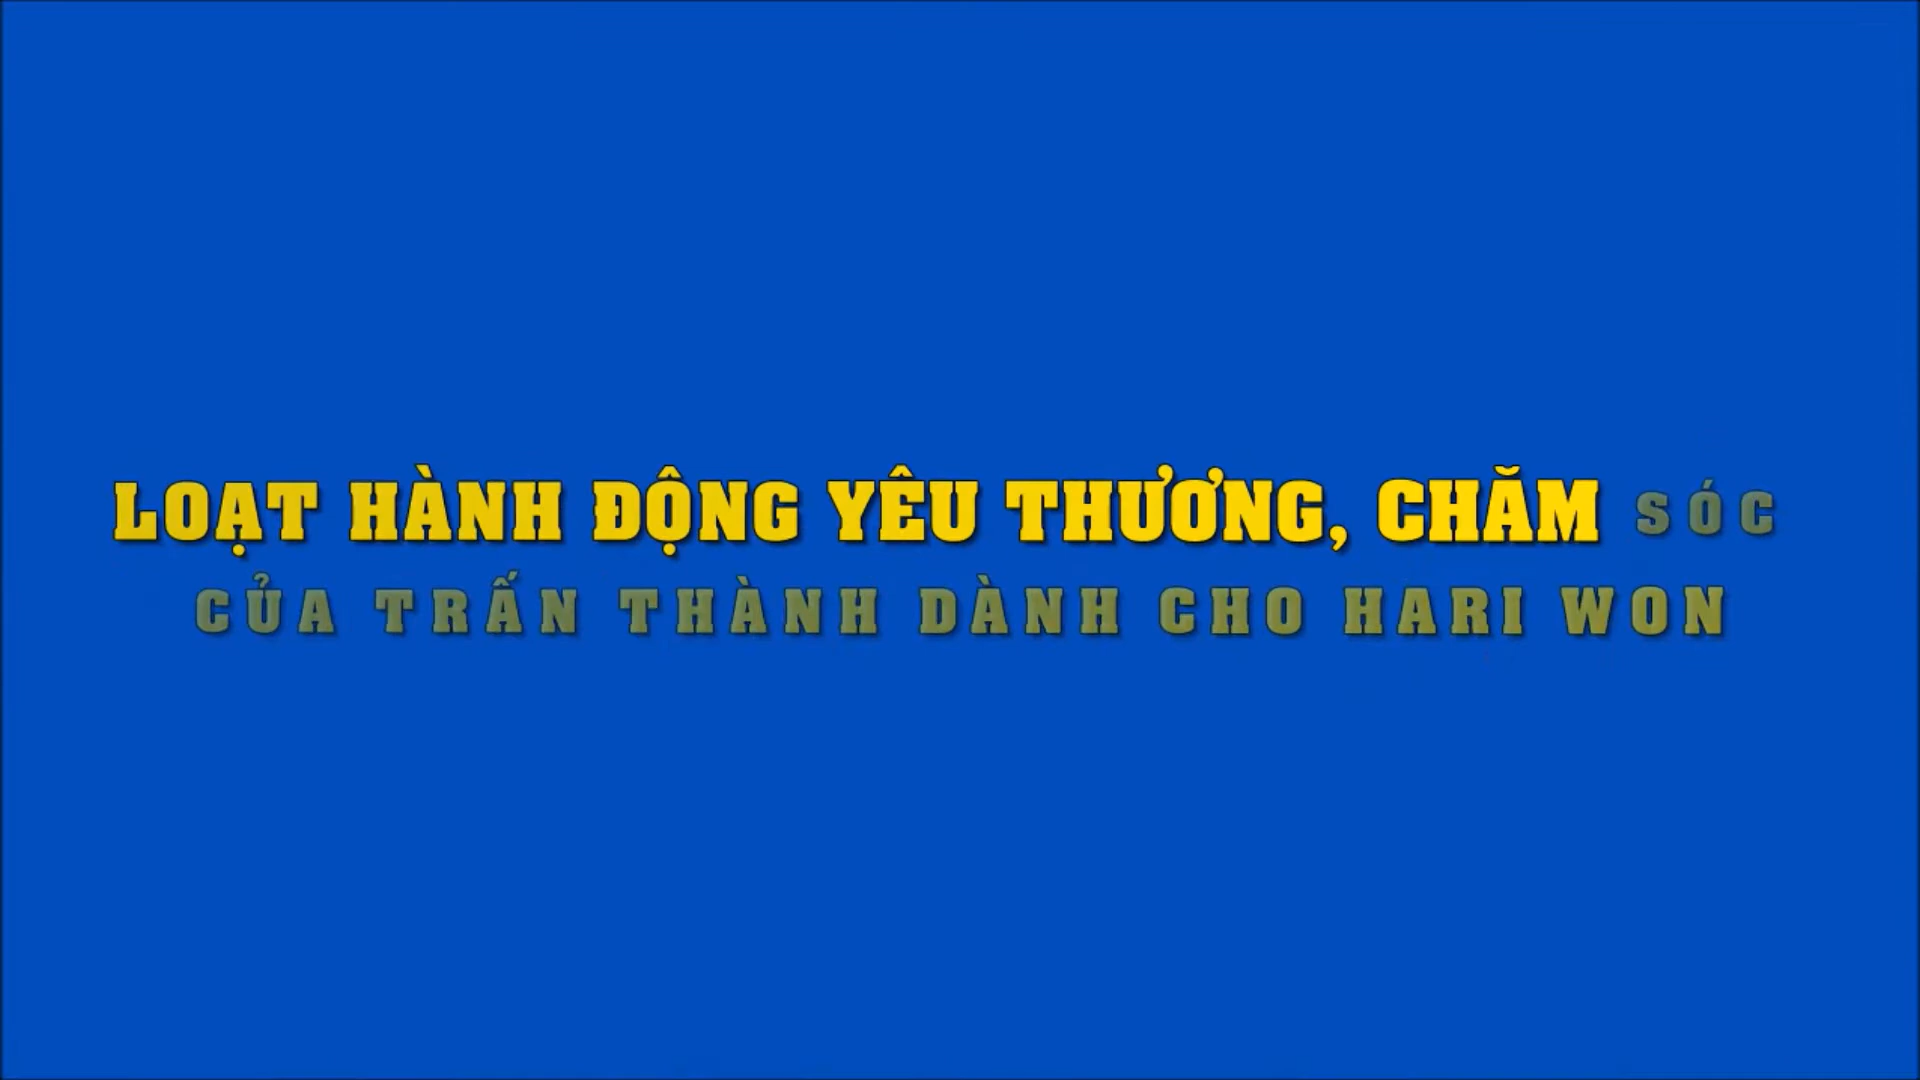 LOẠT HÀNH ĐỘNG YÊU THƯƠNG, CHĂM SÓC
CỦA TRẤN THÀNH DÀNH CHO HARI WON